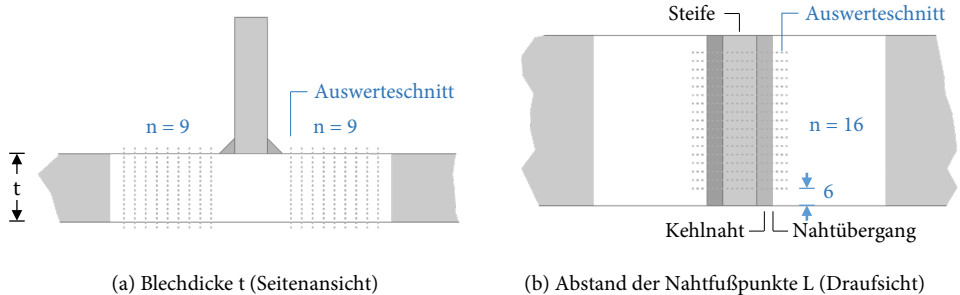 Auswerteschnitt
n = 9
n = 9
t
(a) Blechdicke t (Seitenansicht)
Steife
Auswerteschnitt
n = 16
6
Kehlnaht
Nahtübergang
(b) Abstand der Nahtfußpunkte L (Draufsicht)